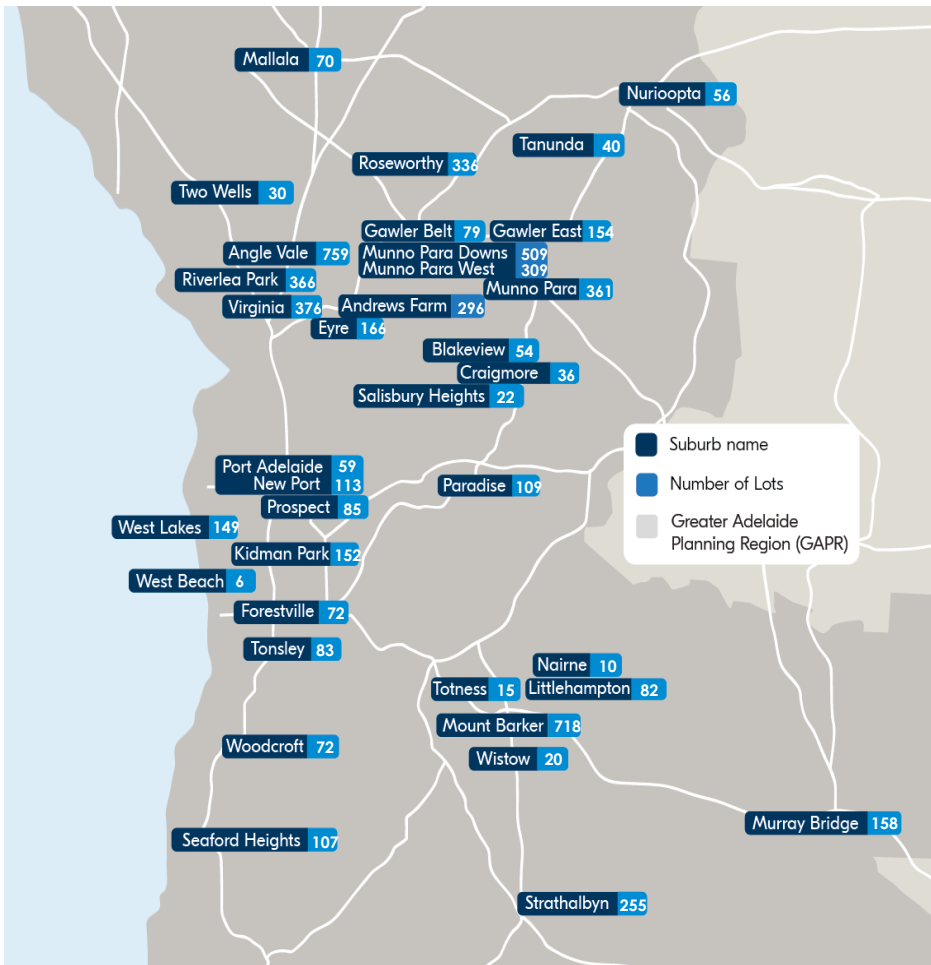 Mallala 70
Nurioopta 56
Tanunda 40
Roseworthy 336
Two Wells 30
Gawler Belt 79
Gawler East 154
Angle Vale 759
Munno Para Downs 509
Munno Para West 309
Riverlea Park 366
Munno Para 361
Virginia 376
Andrews Farm 296
Eyre 166
Blakeview 54
Craigmore 36
Salisbury Heights 22
Suburb name
Number of Lots
Greater Adelaide
Planning Region (GAPR)
Port Adelaide 59
New Port 113
Paradise 109
Prospect 85
West Lakes 149
Kidman Park 152
West Beach 6
Forestville 72
Tonsley 83
Nairne 10
Totness 15
Littlehampton 82
Mount Barker 718
Woodcroft 72
Wistow 20
Murray Bridge 158
Seaford Heights 107
Strathalbyn 255